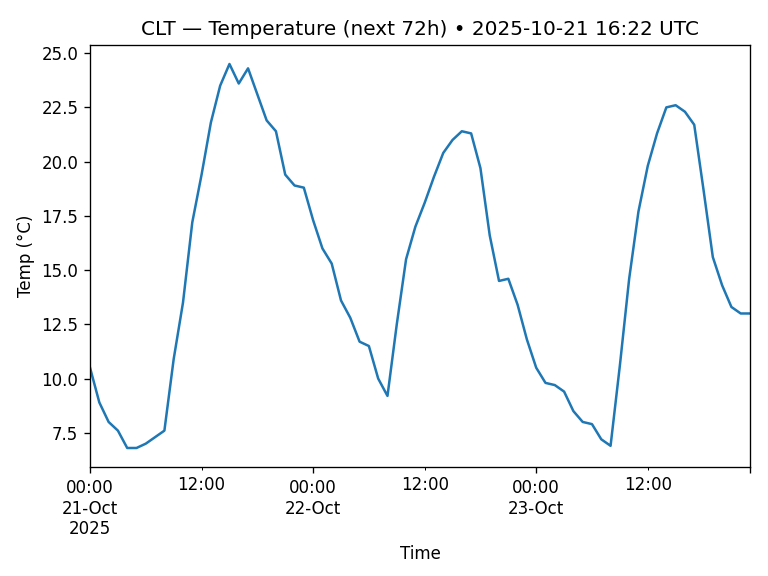 CLT — Temperature (next 72h) • 2025-10-21 16:22 UTC
25.0
22.5
20.0
17.5
15.0
12.5
10.0
7.5
Temp (°C)
00:00 12:00 00:00 12:00 00:00 12:00
21-Oct 22-Oct 23-Oct
2025
Time